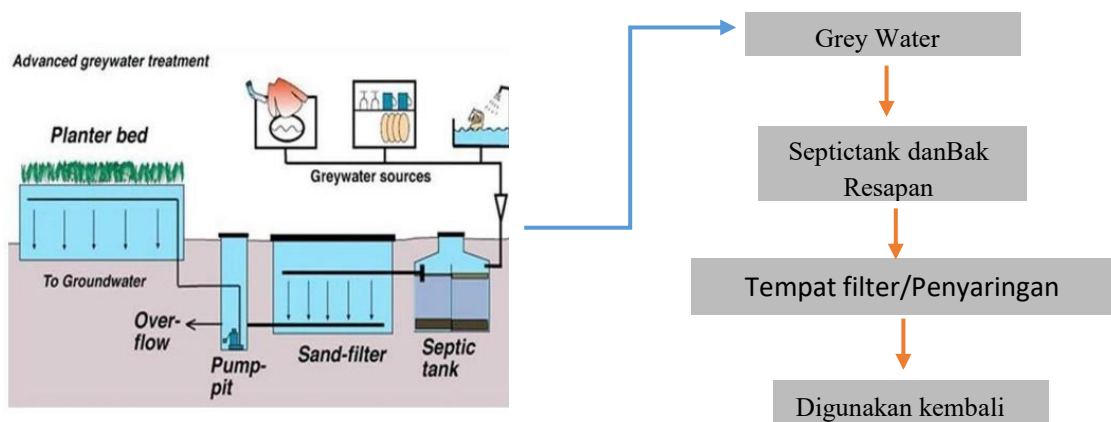 Advanced greywater treatment
Planter bed
Greywater sources
To Groundwater
Over-
flow
Pump-
pit
Sand-filter
Septic
tank
Grey Water
Septictank danBak
Resapan
Tempat filter/Penyaringan
Digunakan kembali